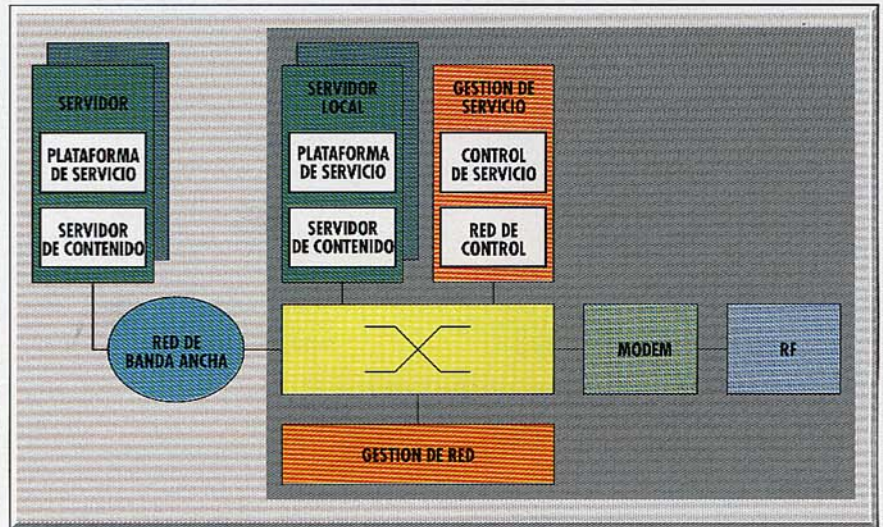 SERVIDOR
PLATAFORMA
DE SERVICIO
SERVIDOR
DE CONTENIDO
SERVIDOR
LOCAL
PLATAFORMA
DE SERVICIO
SERVIDOR
DE CONTENIDO
GESTION DE
SERVICIO
CONTROL
DE SERVICIO
RED DE
CONTROL
RED DE
BANDA ANCHA
MODEM
RF
GESTION DE RED